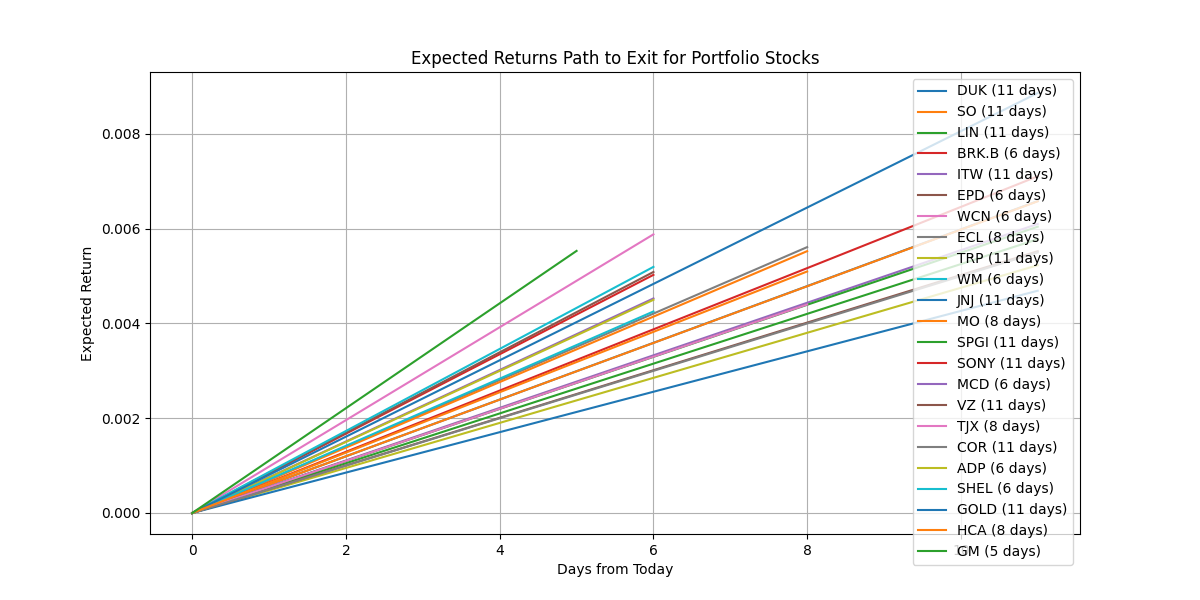 Expected Returns Path to Exit for Portfolio Stocks
Expected Return
0.008
0.006
0.004
0.002
0.000
0
2
4
6
8
Days from Today
DUK (11 days)
SO (11 days)
LIN (11 days)
BRK.B (6 days)
ITW (11 days)
EPD (6 days)
WCN (6 days)
ECL (8 days)
TRP (11 days)
WM (6 days)
JNJ (11 days)
MO (8 days)
SPGI (11 days)
SONY (11 days)
MCD (6 days)
VZ (11 days)
TJX (8 days)
COR (11 days)
ADP (6 days)
SHEL (6 days)
GOLD (11 days)
HCA (8 days)
GM (5 days)